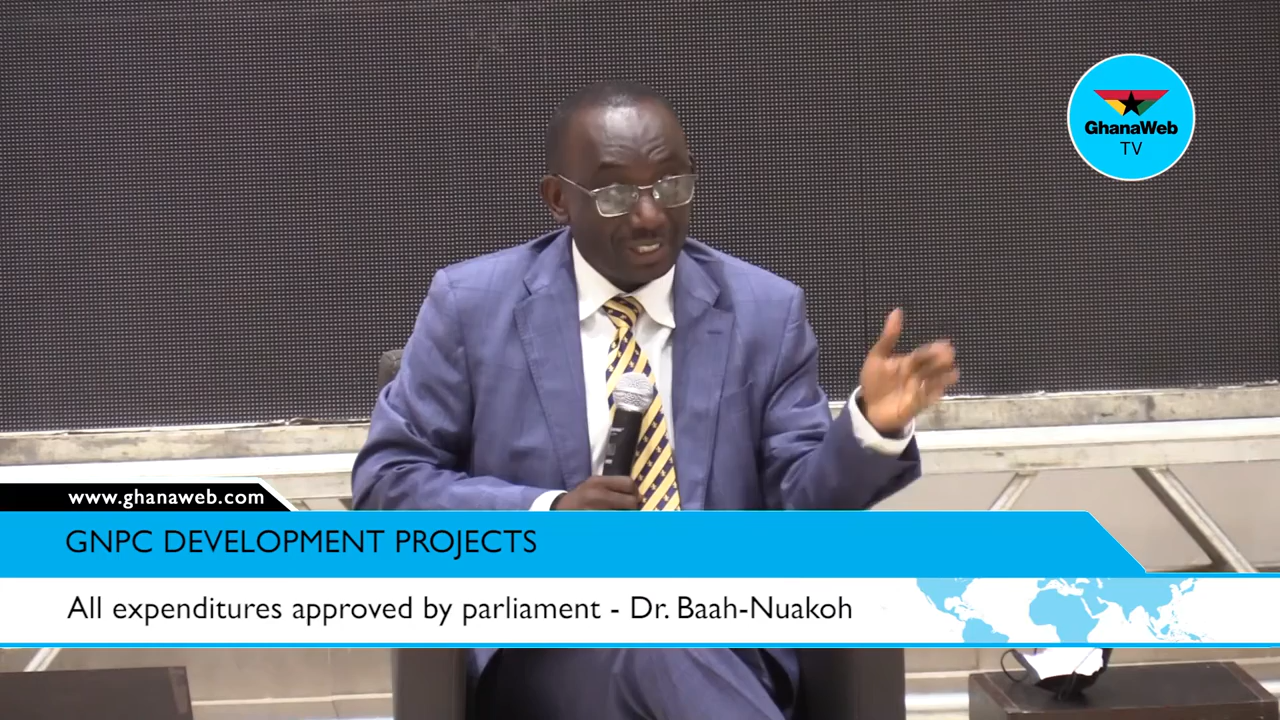 GhanaWeb
TV
www.ghanaweb.com
GNPC DEVELOPMENT PROJECTS
All expenditures approved by parliament - Dr. Baah-Nuakoh